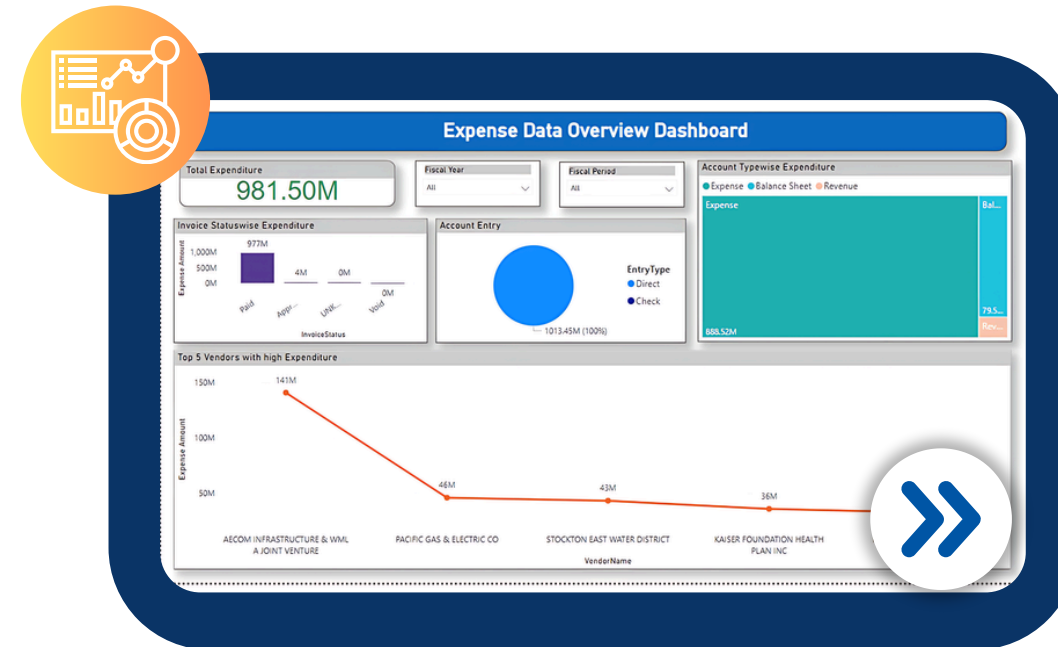 Expense Data Overview Dashboard
Total Expenditure
981.50M
Fiscal Year
All
Fiscal Period
All
Account Typewise Expenditure
Expense Balance Sheet Revenue
Expense
Bal...
888.52M
79.5...
Rev...
Invoice Statuswise Expenditure
Expense Amount
1,000M
500M
0M
977M
4M
0M
0M
Paid
Appr...
UNK...
Void
InvoiceStatus
Account Entry
EntryType
Direct
Check
1013.45M (100%)
Top 5 Vendors with high Expenditure
Expense Amount
150M
100M
50M
141M
46M
43M
36M
AECOM INFRASTRUCTURE & WML
A JOINT VENTURE
PACIFIC GAS & ELECTRIC CO
STOCKTON EAST WATER DISTRICT
KAISER FOUNDATION HEALTH
PLAN INC
VendorName